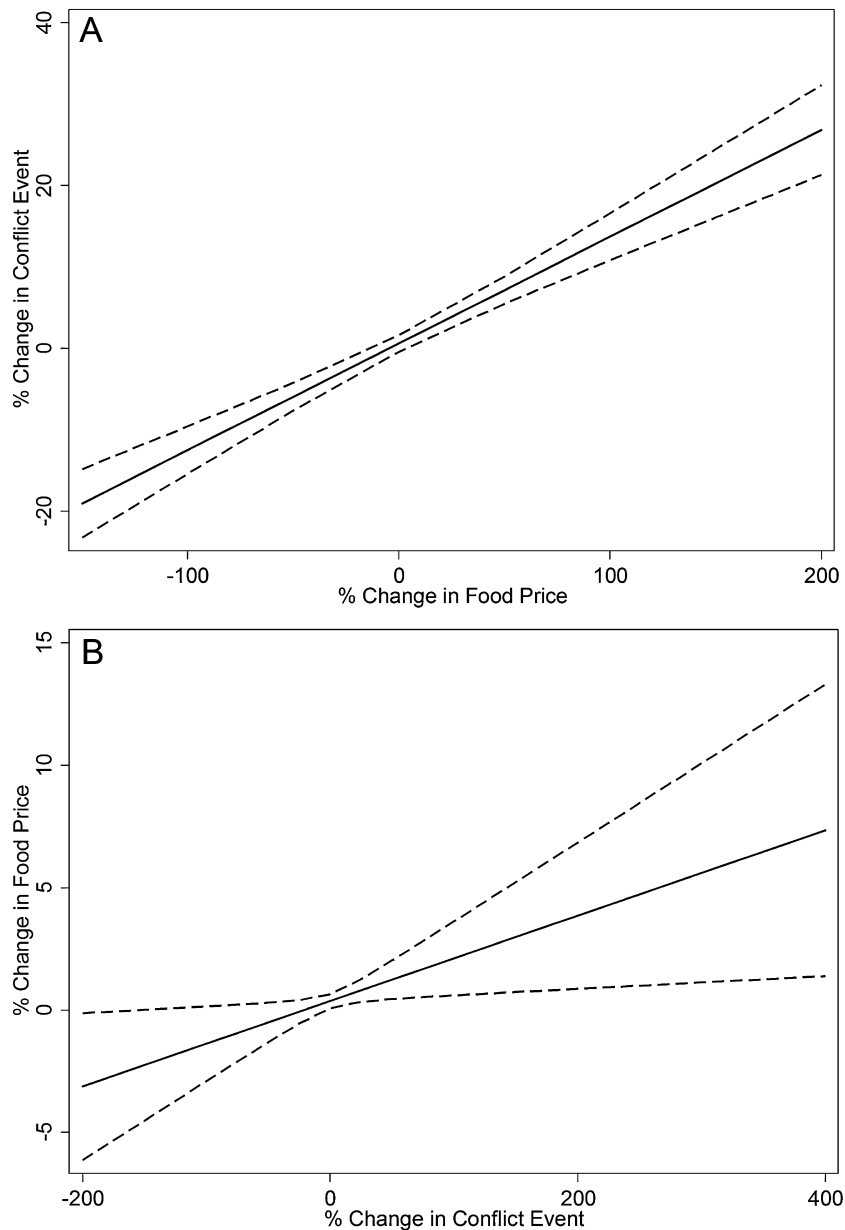 A
40
20
0
-20
% Change in Conflict Event
-100 0 100 200
% Change in Food Price
B
15
10
5
0
-5
% Change in Food Price
-200 0 200 400
% Change in Conflict Event